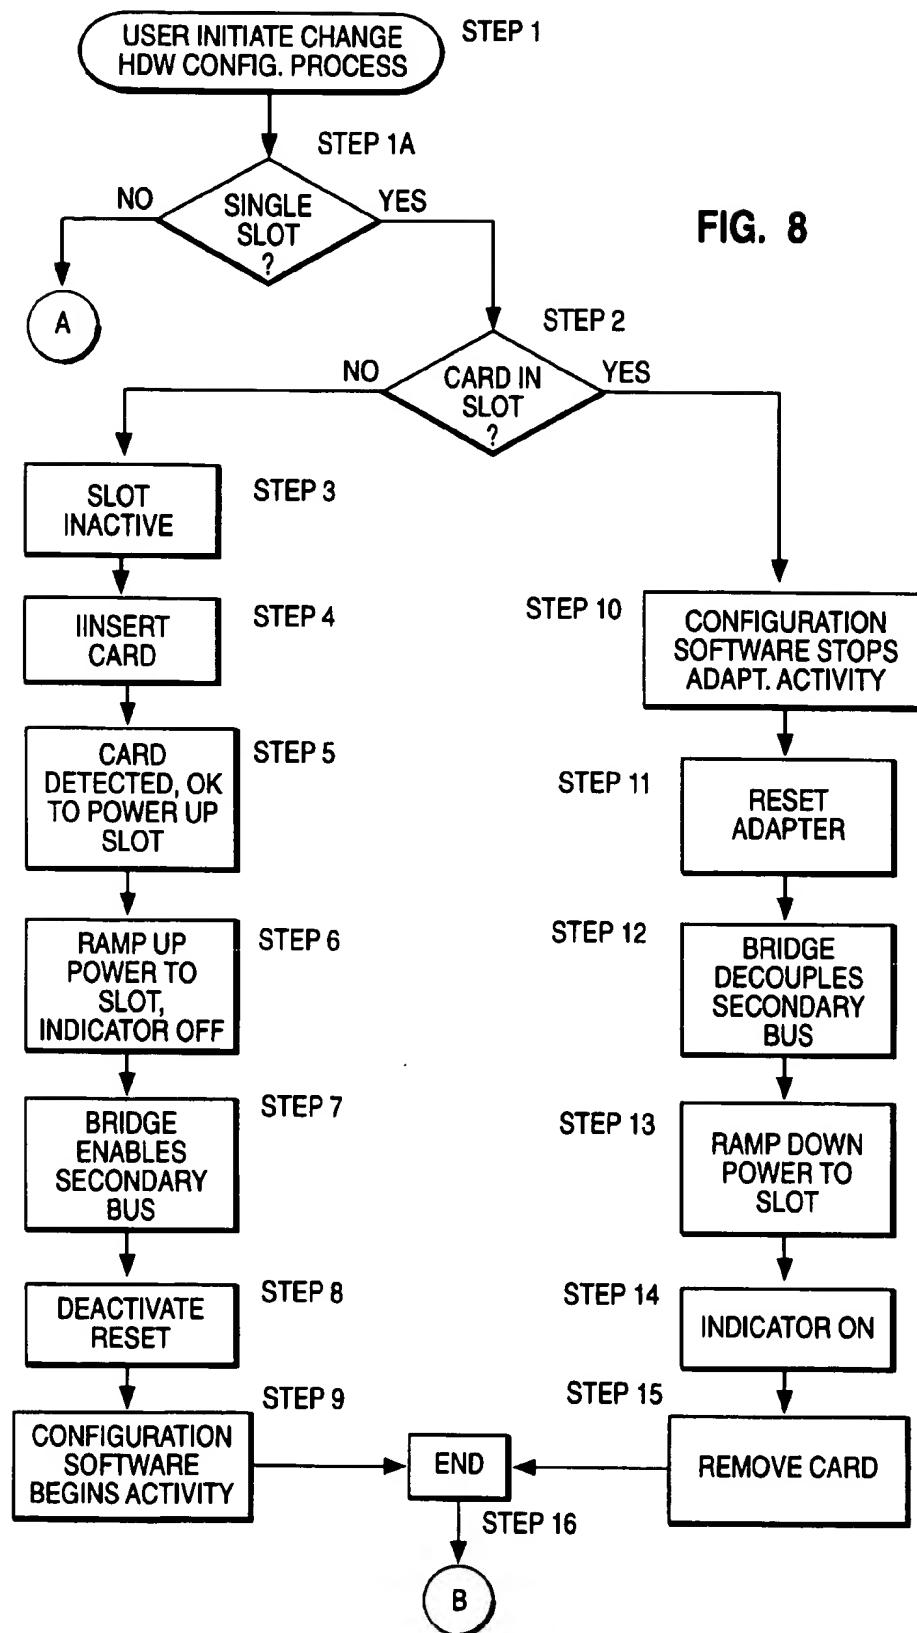 USER INITIATE CHANGE
HDW CONFIG. PROCESS
STEP 1
STEP 1A
NO
SINGLE
SLOT
?
YES
FIG. 8
A
STEP 2
NO
CARD IN
SLOT
?
YES
SLOT
INACTIVE
STEP 3
IINSERT
CARD
STEP 4
CARD
DETECTED, OK
TO POWER UP
SLOT
STEP 5
RAMP UP
POWER TO
SLOT,
INDICATOR OFF
STEP 6
BRIDGE
ENABLES
SECONDARY
BUS
STEP 7
DEACTIVATE
RESET
STEP 8
CONFIGURATION
SOFTWARE
BEGINS ACTIVITY
STEP 9
STEP 10
CONFIGURATION
SOFTWARE STOPS
ADAPT. ACTIVITY
STEP 11
RESET
ADAPTER
STEP 12
BRIDGE
DECOUPLES
SECONDARY
BUS
STEP 13
RAMP DOWN
POWER TO
SLOT
STEP 14
INDICATOR ON
STEP 15
REMOVE CARD
END
STEP 16
B